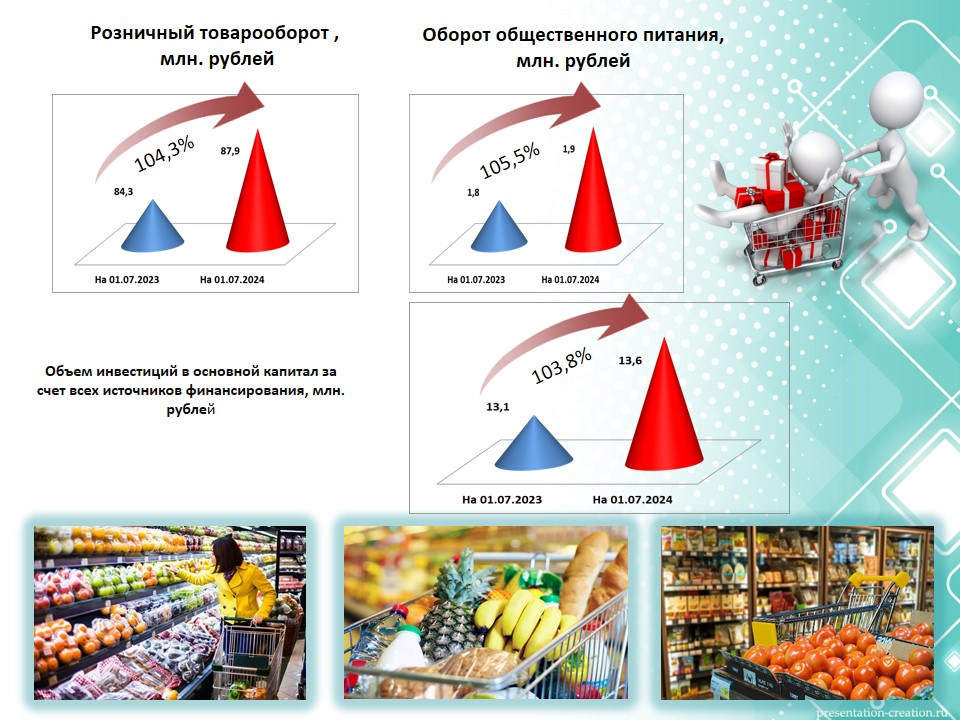 Розничный товарооборот ,
млн. рублей
Оборот общественного питания,
млн. рублей
104,3%
84,3
87,9
На 01.07.2023
На 01.07.2024
105,5%
1,8
1,9
На 01.07.2023
На 01.07.2024
Объем инвестиций в основной капитал за
счет всех источников финансирования, млн.
рублей
103,8%
13,1
13,6
На 01.07.2023
На 01.07.2024
presentation-creation.ru